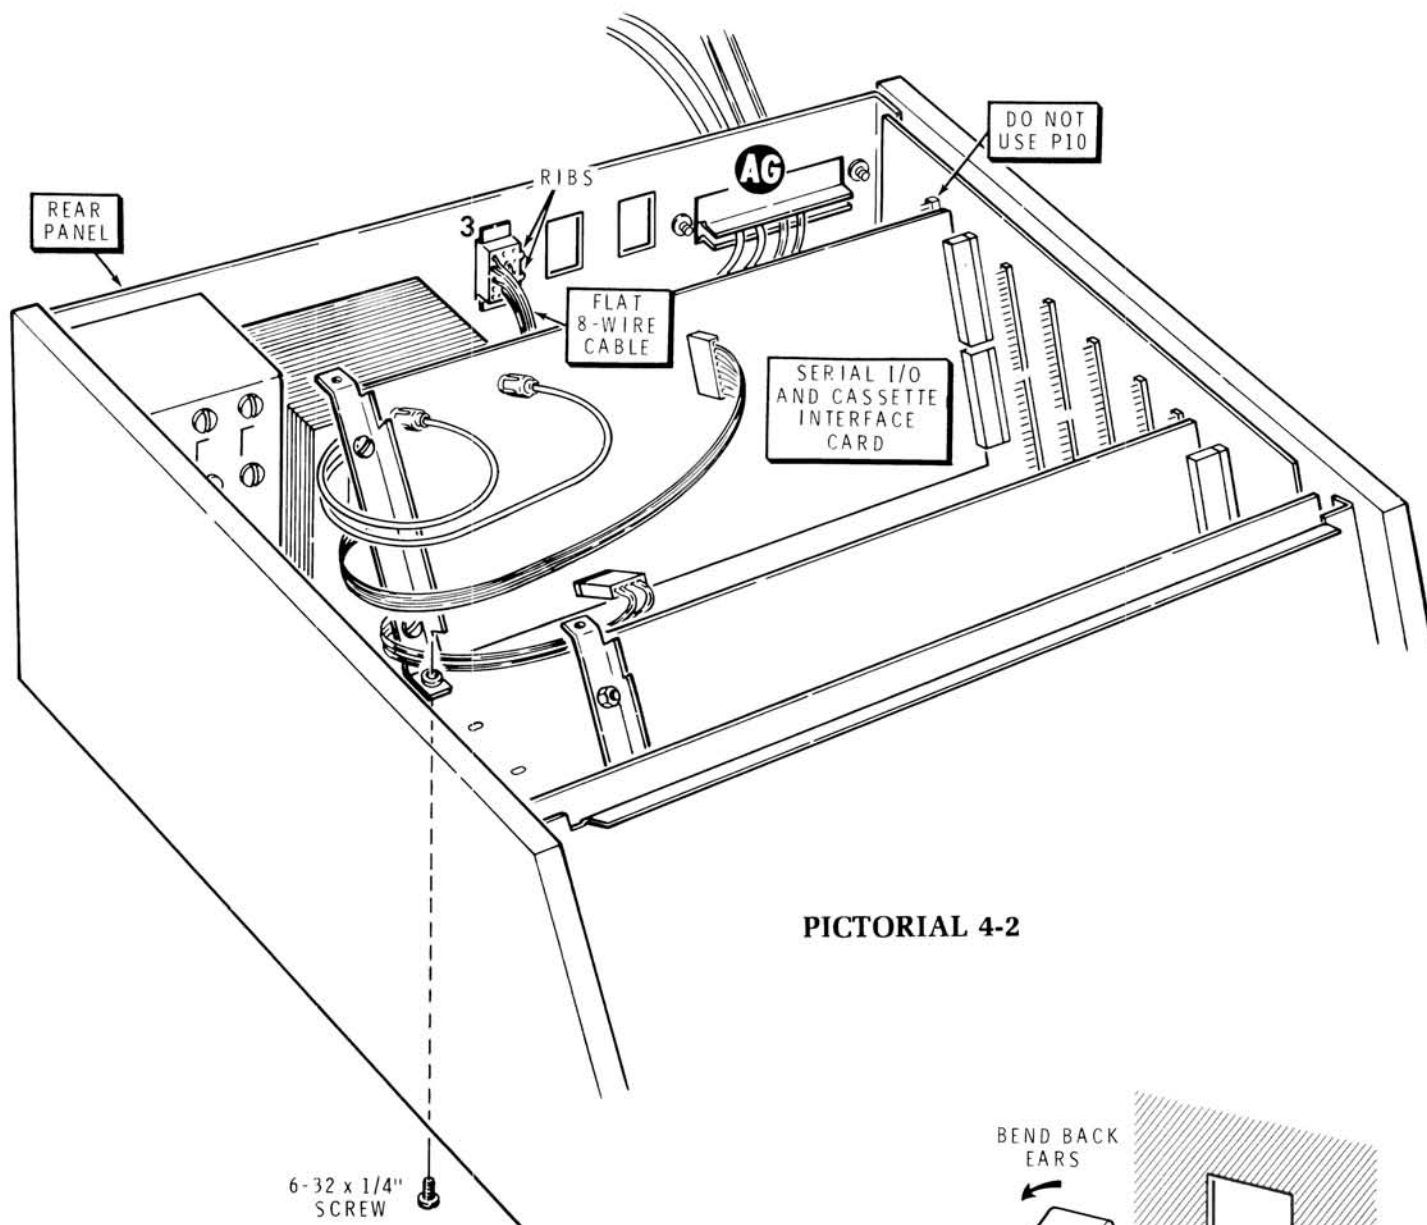 DO NOT
USE P10
AG
RIBS
REAR
PANEL
3
FLAT
8-WIRE
CABLE
SERIAL I/O
AND CASSETTE
INTERFACE
CARD
PICTORIAL 4-2
BEND BACK
EARS
6-32 x 1/4"
SCREW